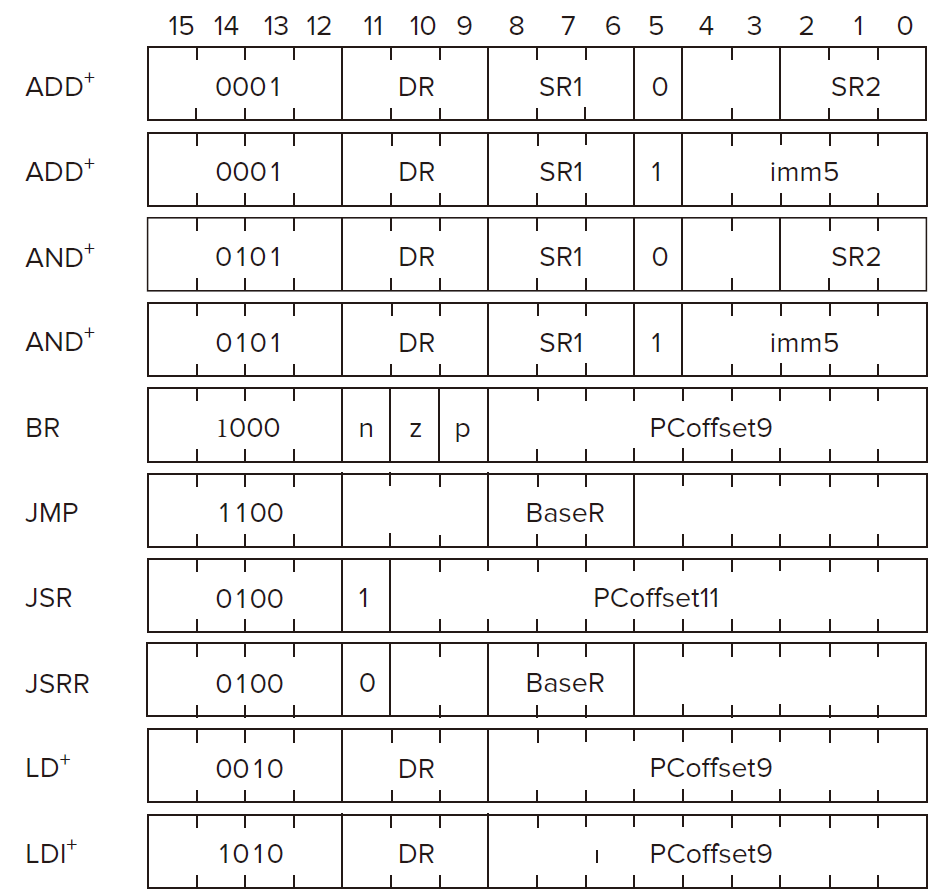 15 14 13 12 11 10 9 8 7 6 5 4 3 2 1 0
ADD+ 0001 DR SR1 0 SR2
ADD+ 0001 DR SR1 1 imm5
AND+ 0101 DR SR1 0 SR2
AND+ 0101 DR SR1 1 imm5
BR 1000 n z p PCoffset9
JMP 1100 BaseR
JSR 0100 1 PCoffset11
JSRR 0100 0 BaseR
LD+ 0010 DR PCoffset9
LDI+ 1010 DR PCoffset9